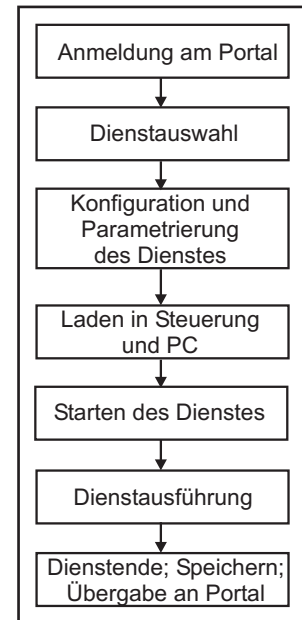 Anmeldung am Portal
Dienstauswahl
Konfiguration und
Parametrierung
des Dienstes
Laden in Steuerung
und PC
Starten des Dienstes
Dienstausführung
Dienstende; Speichern;
Übergabe an Portal